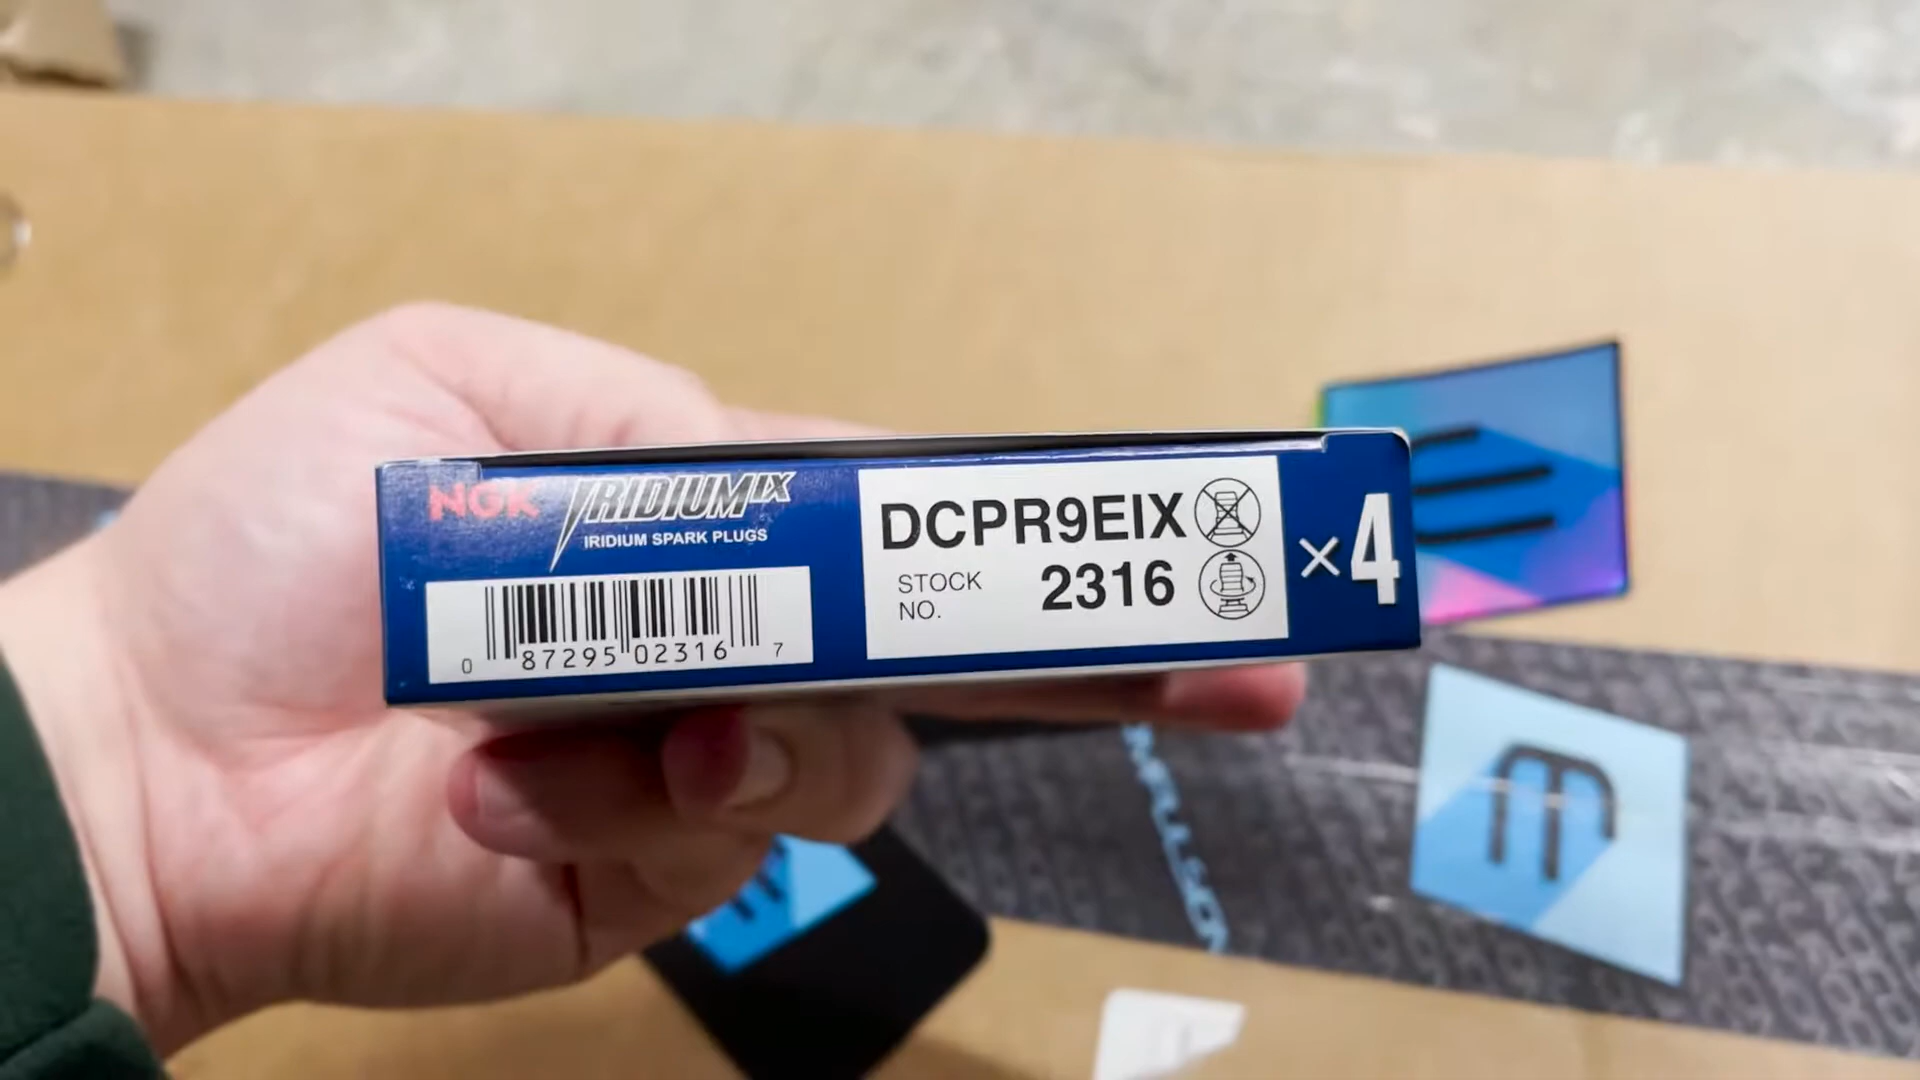 NGK IRIDIUM IX
IRIDIUM SPARK PLUGS
0 87295 02316 7
DCPR9EIX
STOCK NO. 2316
×4